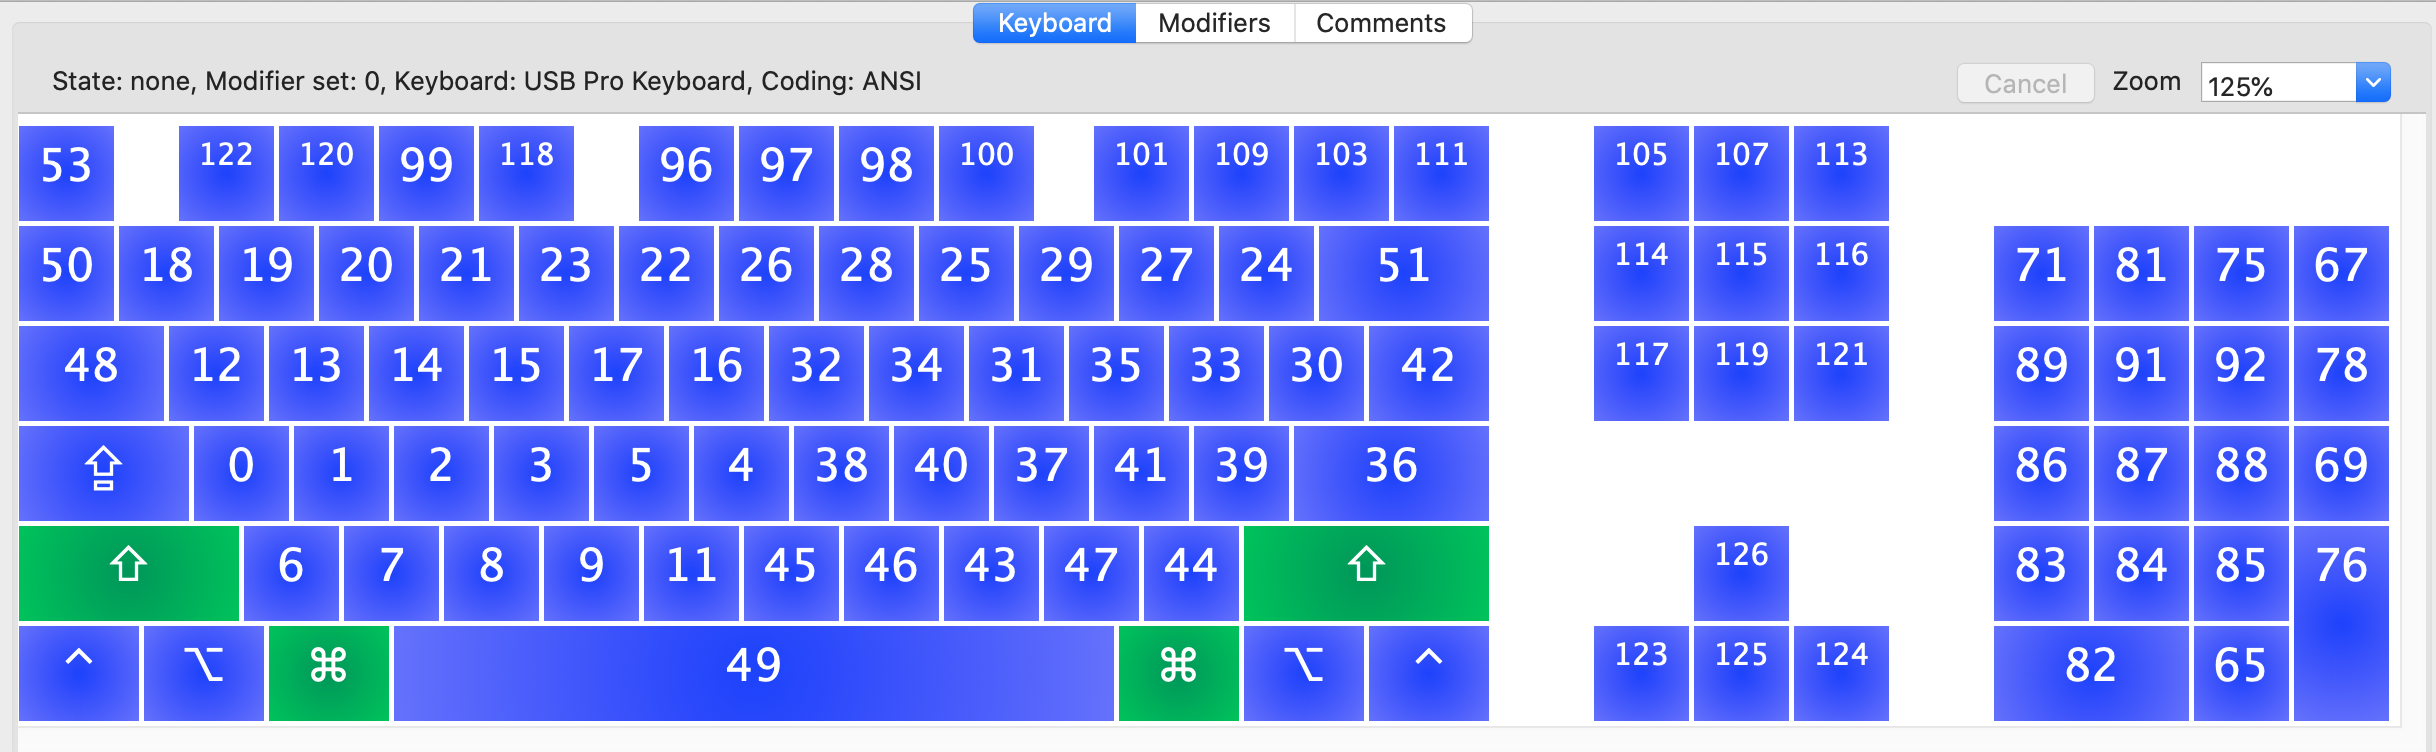 Keyboard Modifiers Comments
State: none, Modifier set: 0, Keyboard: USB Pro Keyboard, Coding: ANSI Cancel Zoom 125%
53 122 120 99 118 96 97 98 100 101 109 103 111 105 107 113
50 18 19 20 21 23 22 26 28 25 29 27 24 51 114 115 116 71 81 75 67
48 12 13 14 15 17 16 32 34 31 35 33 30 42 117 119 121 89 91 92 78
⇪ 0 1 2 3 5 4 38 40 37 41 39 36 86 87 88 69
⇧ 6 7 8 9 11 45 46 43 47 44 ⇧ 126 83 84 85 76
^ ⌥ ⌘ 49 ⌘ ⌥ ^ 123 125 124 82 65